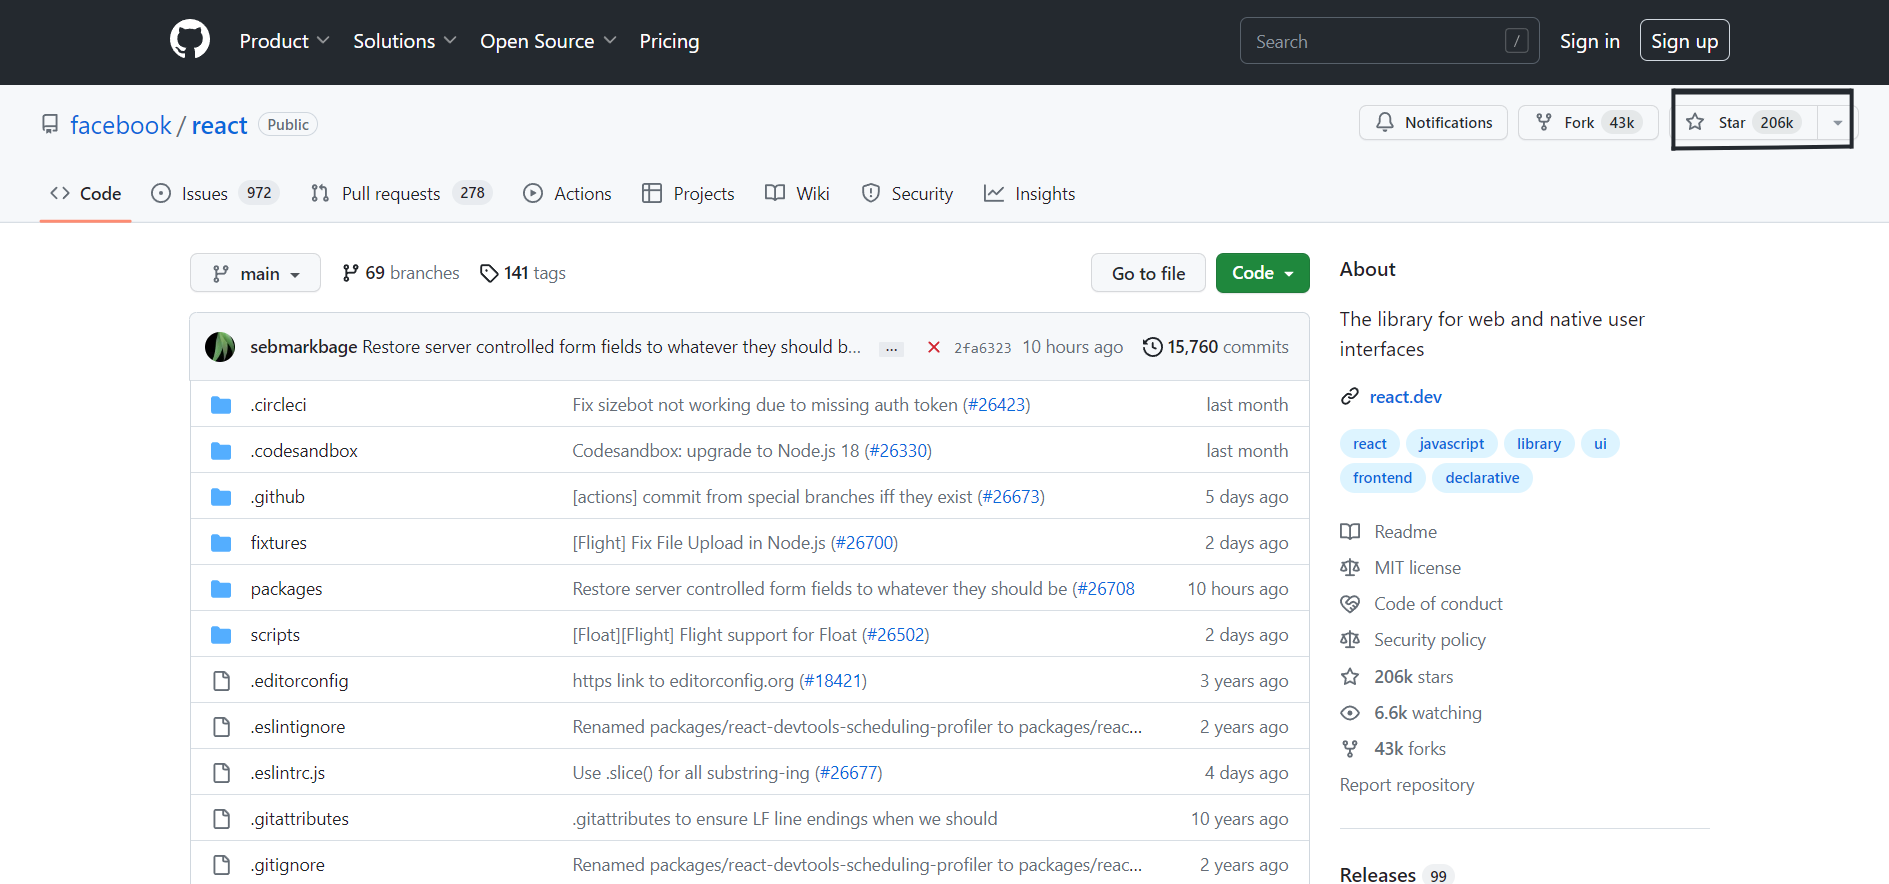 Product Solutions Open Source Pricing Search / Sign in Sign up
facebook / react Public Notifications Fork 43k Star 206k
Code Issues 972 Pull requests 278 Actions Projects Wiki Security Insights
main 69 branches 141 tags Go to file Code
sebmarkbage Restore server controlled form fields to whatever they should b... ... 2fa6323 10 hours ago 15,760 commits
.circleci Fix sizebot not working due to missing auth token (#26423) last month
.codesandbox Codesandbox: upgrade to Node.js 18 (#26330) last month
.github [actions] commit from special branches iff they exist (#26673) 5 days ago
fixtures [Flight] Fix File Upload in Node.js (#26700) 2 days ago
packages Restore server controlled form fields to whatever they should be (#26708 10 hours ago
scripts [Float][Flight] Flight support for Float (#26502) 2 days ago
.editorconfig https link to editorconfig.org (#18421) 3 years ago
.eslintignore Renamed packages/react-devtools-scheduling-profiler to packages/reac... 2 years ago
.eslintrc.js Use .slice() for all substring-ing (#26677) 4 days ago
.gitattributes .gitattributes to ensure LF line endings when we should 10 years ago
.gitignore Renamed packages/react-devtools-scheduling-profiler to packages/reac... 2 years ago
About
The library for web and native user
interfaces
react.dev
react javascript library ui
frontend declarative
Readme
MIT license
Code of conduct
Security policy
206k stars
6.6k watching
43k forks
Report repository
Releases 99